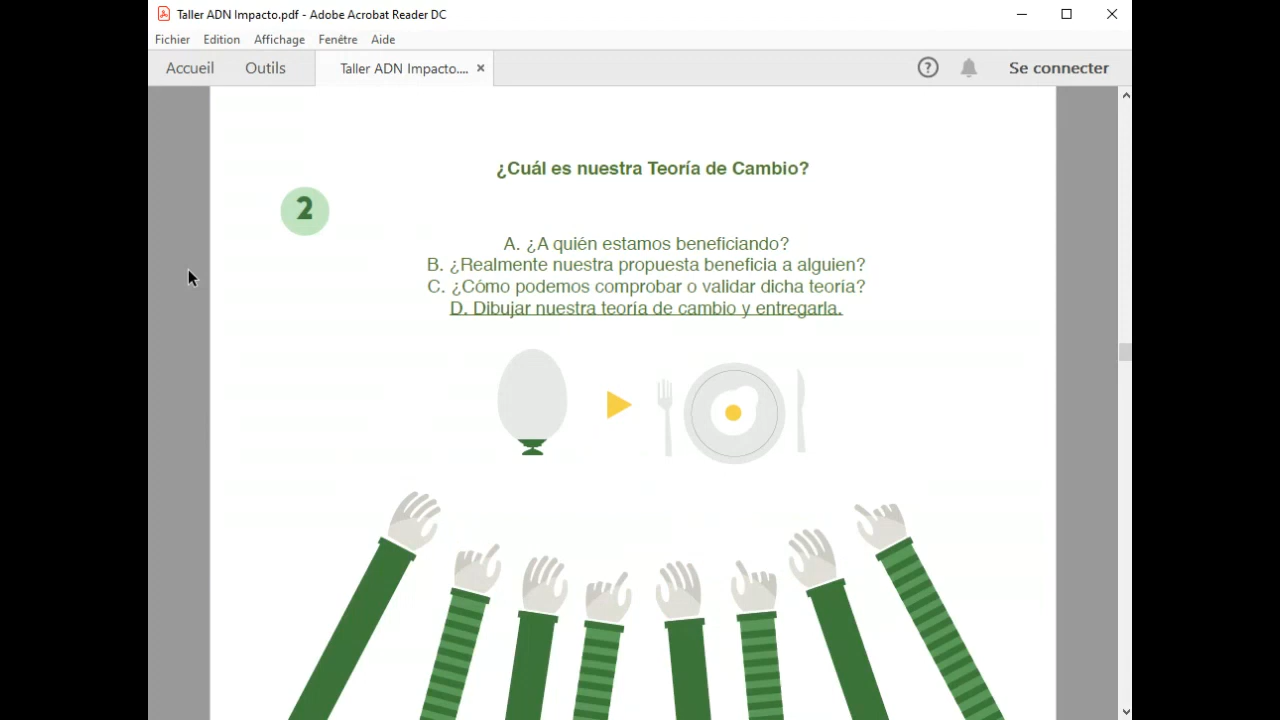 Taller ADN Impacto.pdf - Adobe Acrobat Reader DC
Fichier Edition Affichage Fenêtre Aide
Accueil Outils Taller ADN Impacto.... × ? Se connecter
¿Cuál es nuestra Teoría de Cambio?
2
A. ¿A quién estamos beneficiando?
B. ¿Realmente nuestra propuesta beneficia a alguien?
C. ¿Cómo podemos comprobar o validar dicha teoría?
D. Dibujar nuestra teoría de cambio y entregarla.